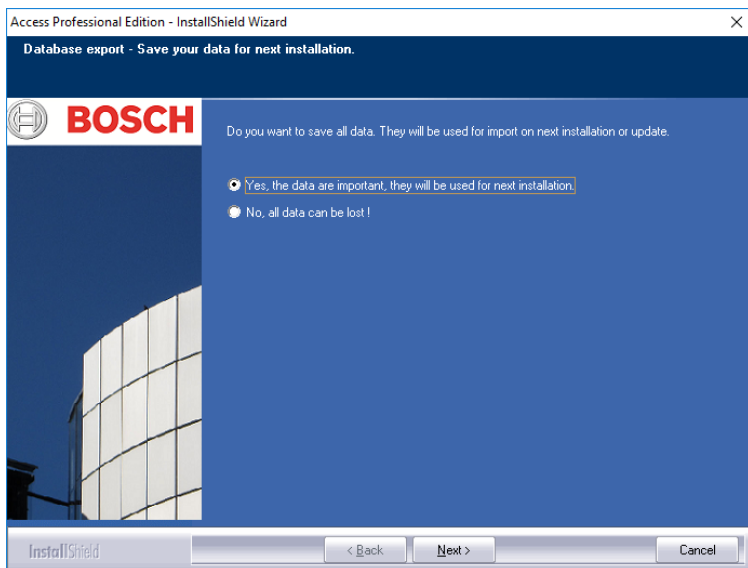 Access Professional Edition - InstallShield Wizard
Database export - Save your data for next installation.
BOSCH
Do you want to save all data. They will be used for import on next installation or update.
Yes, the data are important, they will be used for next installation.
No, all data can be lost !
InstallShield
< Back
Next >
Cancel